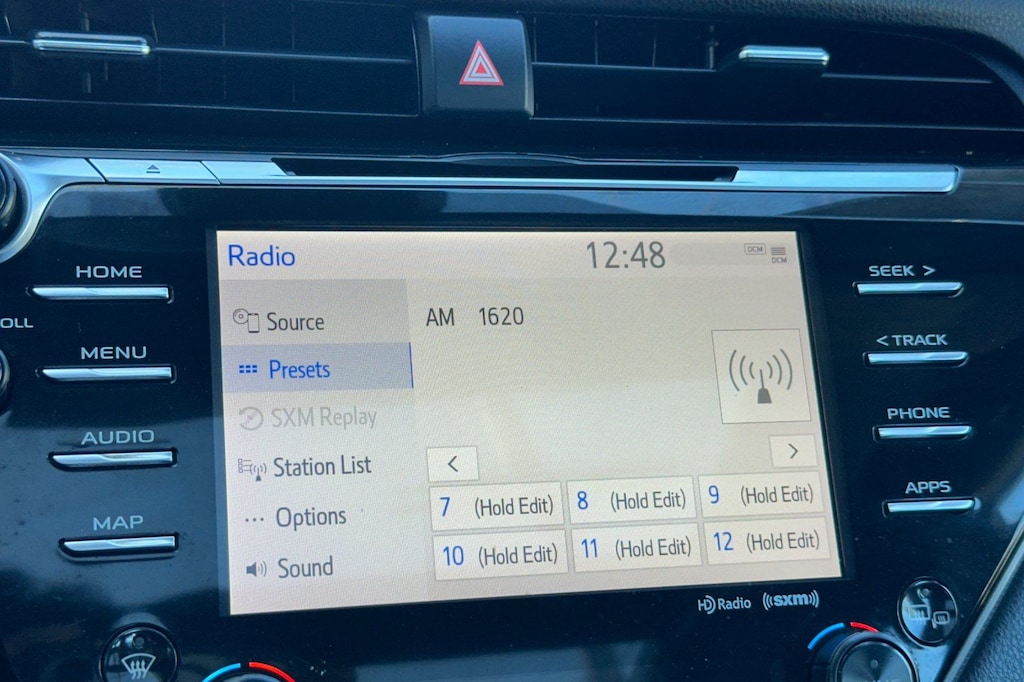 Radio 12:48 DCM DCM
HOME
SEEK >
OLL
Source
AM 1620
< TRACK
MENU
Presets
SXM Replay
PHONE
AUDIO
Station List
< >
7 (Hold Edit) 8 (Hold Edit) 9 (Hold Edit)
APPS
MAP
Options
10 (Hold Edit) 11 (Hold Edit) 12 (Hold Edit)
Sound
HD Radio ((sxm))